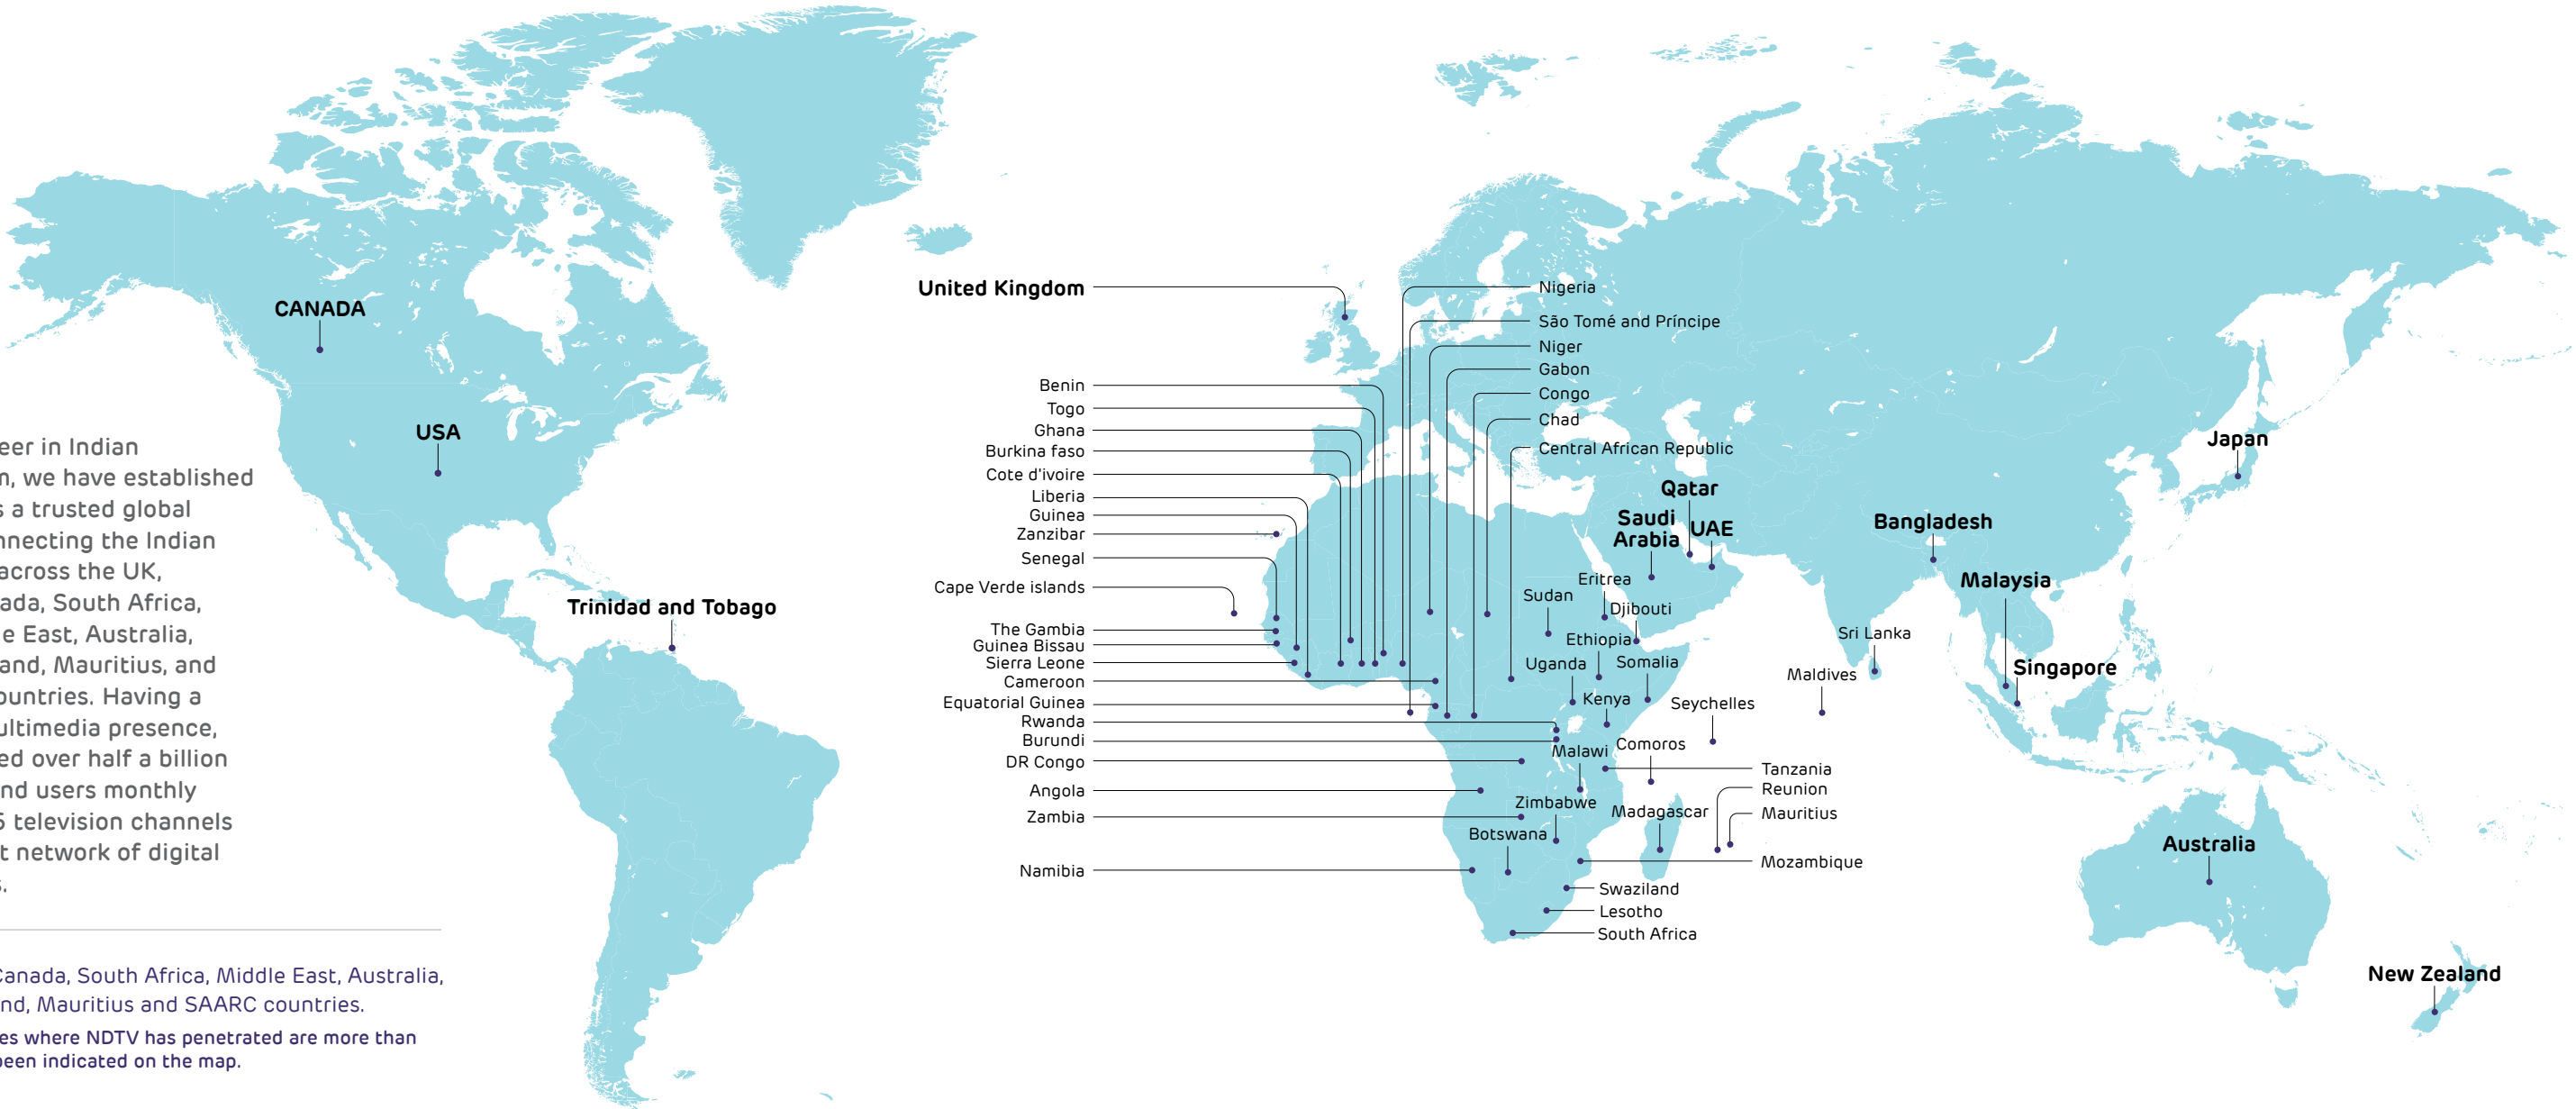 CANADA
USA
Trinidad and Tobago
eer in Indian
n, we have established
s a trusted global
nnecting the Indian
across the UK,
ada, South Africa,
e East, Australia,
and, Mauritius, and
ountries. Having a
ultimedia presence,
ed over half a billion
nd users monthly
5 television channels
t network of digital
s.
Canada, South Africa, Middle East, Australia,
nd, Mauritius and SAARC countries.
es where NDTV has penetrated are more than
been indicated on the map.
United Kingdom
Benin
Togo
Ghana
Burkina faso
Cote d'ivoire
Liberia
Guinea
Zanzibar
Senegal
Cape Verde islands
The Gambia
Guinea Bissau
Sierra Leone
Cameroon
Equatorial Guinea
Rwanda
Burundi
DR Congo
Angola
Zambia
Namibia
Nigeria
São Tomé and Príncipe
Niger
Gabon
Congo
Chad
Central African Republic
Qatar
Saudi
Arabia
UAE
Eritrea
Sudan
Djibouti
Ethiopia
Uganda
Somalia
Kenya
Seychelles
Malawi
Comoros
Tanzania
Reunion
Zimbabwe
Madagascar
Mauritius
Botswana
Mozambique
Swaziland
Lesotho
South Africa
Maldives
Sri Lanka
Bangladesh
Malaysia
Singapore
Japan
Australia
New Zealand